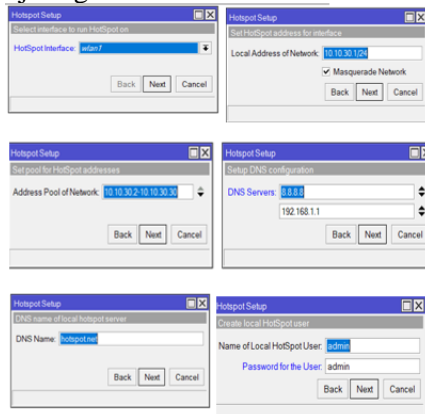 Hotspot Setup
Select interface to run HotSpot on
HotSpot Interface: wlan1
Back Next Cancel
Hotspot Setup
Set HotSpot address for interface
Local Address of Network: 10.10.30.1/24
Masquerade Network
Back Next Cancel
Hotspot Setup
Set pool for HotSpot addresses
Address Pool of Network: 10.10.30.2-10.10.30.30
Back Next Cancel
Hotspot Setup
Setup DNS configuration
DNS Servers: 8.8.8.8
192.168.1.1
Back Next Cancel
Hotspot Setup
DNS name of local hotspot server
DNS Name: hotspot.net
Back Next Cancel
Hotspot Setup
Create local HotSpot user
Name of Local HotSpot User: admin
Password for the User: admin
Back Next Cancel